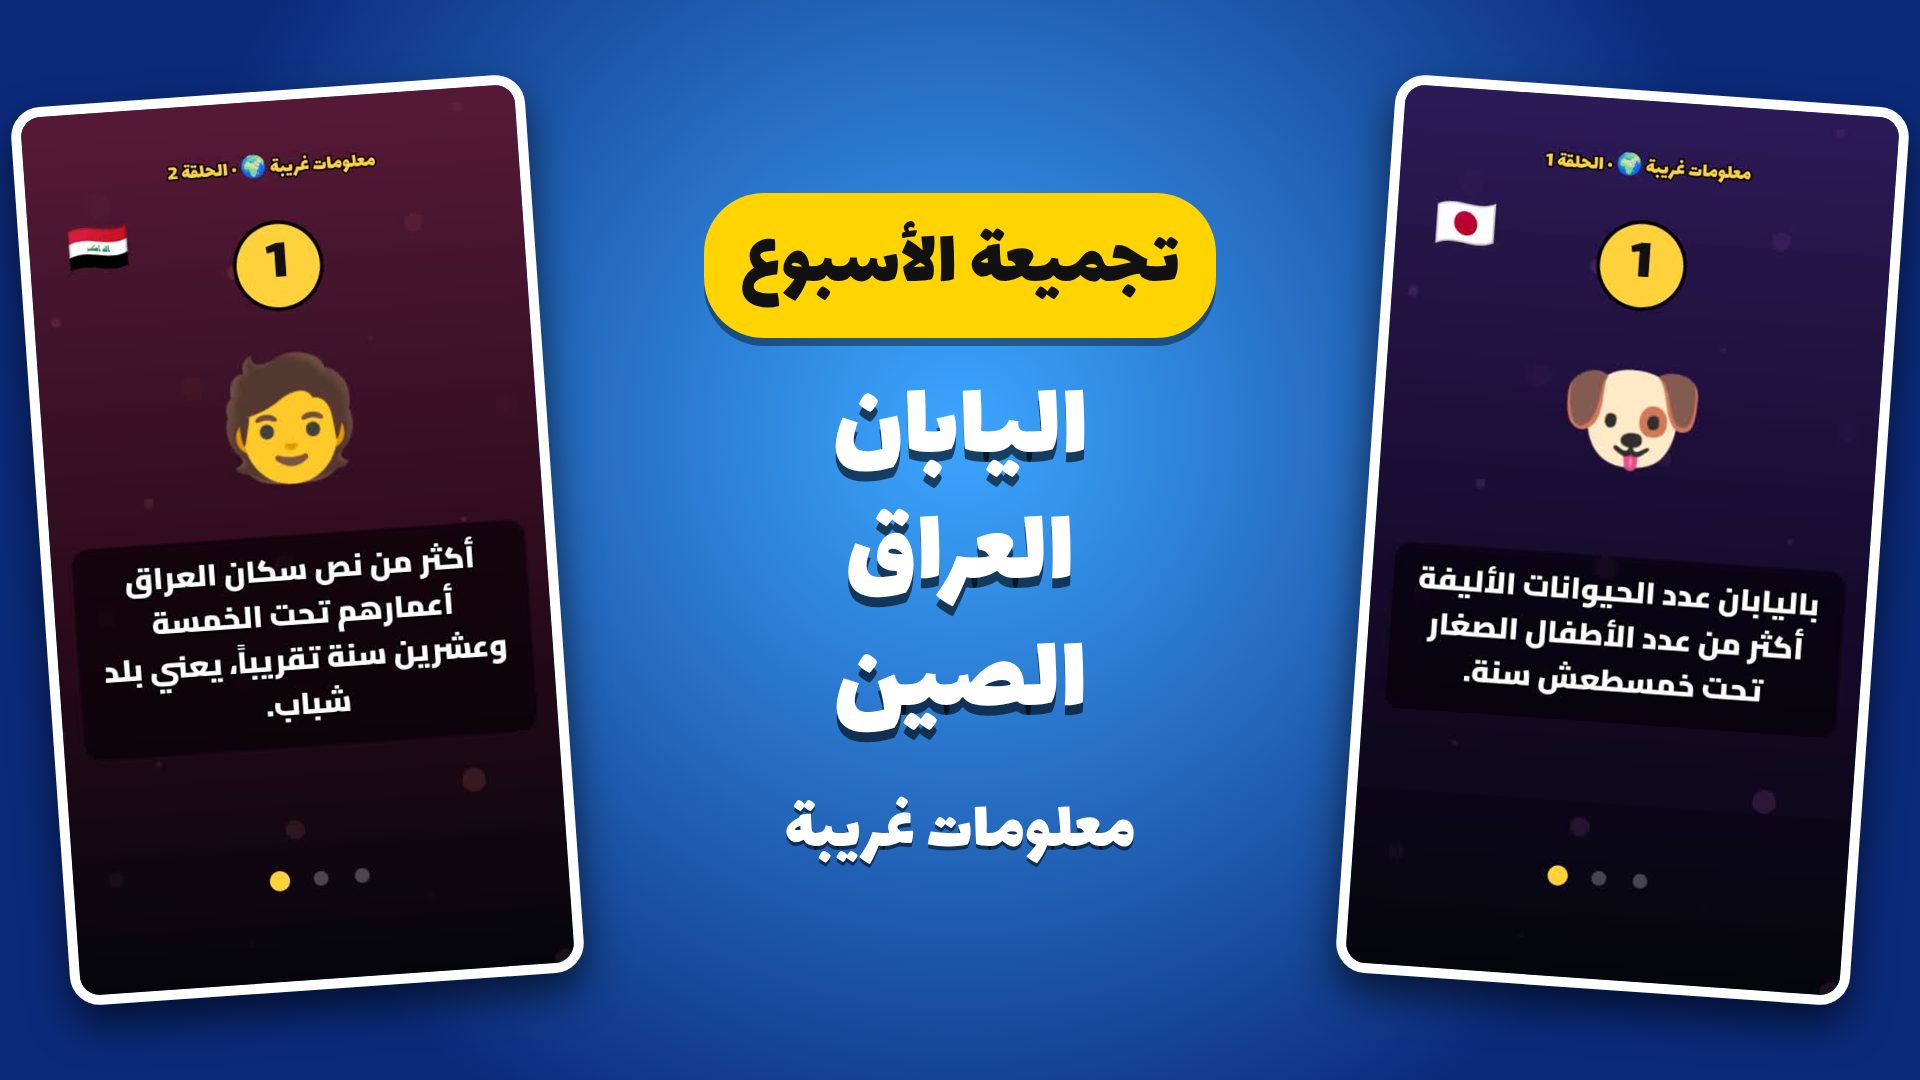 تجميعة الأسبوع
اليابان
العراق
الصين
معلومات غريبة
معلومات غريبة 🌍 • الحلقة 1
1
باليابان عدد الحيوانات الأليفة
أكثر من عدد الأطفال الصغار
تحت خمسطعش سنة.
معلومات غريبة 🌍 • الحلقة 2
1
أكثر من نص سكان العراق
أعمارهم تحت الخمسة
وعشرين سنة تقريباً، يعني بلد
شباب.